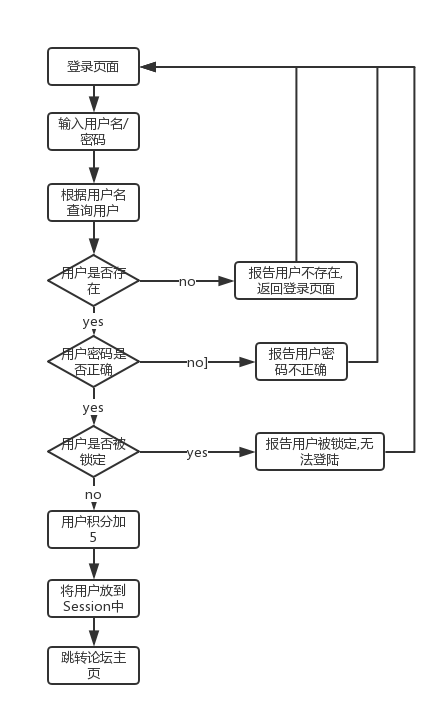 登录页面
输入用户名/
密码
根据用户名
查询用户
用户是否存
在
no
报告用户不存在,
返回登录页面
yes
用户密码是
否正确
no]
报告用户密
码不正确
yes
用户是否被
锁定
yes
报告用户被锁定,无
法登陆
no
用户积分加
5
将用户放到
Session中
跳转论坛主
页